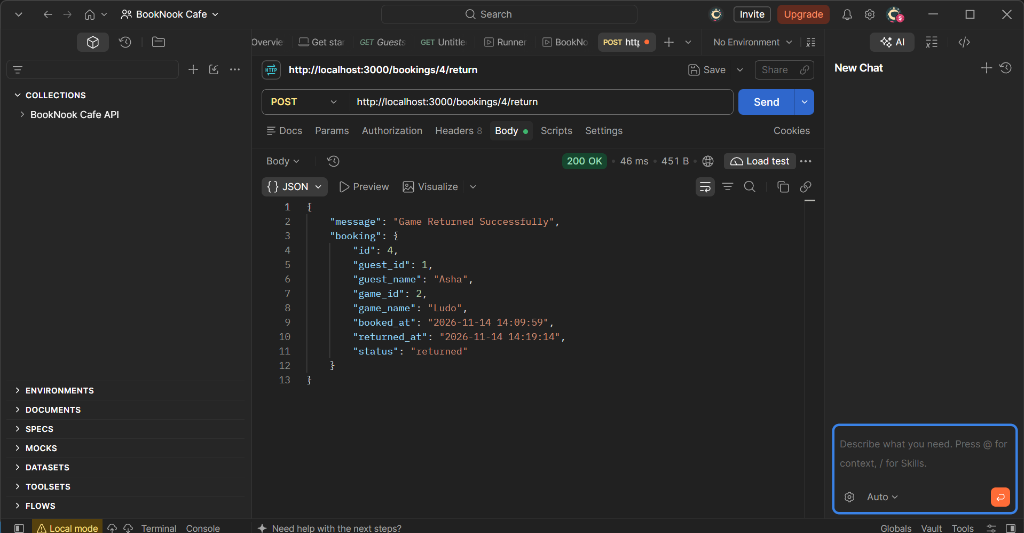 BookNook Cafe
Search
Invite
Upgrade
Overvie
Get sta
GET Guests
GET Untitle
Runner
BookNo
POST http
No Environment
AI
http://localhost:3000/bookings/4/return
Save
Share
New Chat
COLLECTIONS
BookNook Cafe API
POST
http://localhost:3000/bookings/4/return
Send
Docs
Params
Authorization
Headers 8
Body
Scripts
Settings
Cookies
Body
200 OK
46 ms
451 B
Load test
{} JSON
Preview
Visualize
1 {
2 "message": "Game Returned Successfully",
3 "booking": {
4 "id": 4,
5 "guest_id": 1,
6 "guest_name": "Asha",
7 "game_id": 2,
8 "game_name": "Ludo",
9 "booked_at": "2026-11-14 14:09:59",
10 "returned_at": "2026-11-14 14:19:14",
11 "status": "returned"
12 }
13 }
ENVIRONMENTS
DOCUMENTS
SPECS
MOCKS
DATASETS
TOOLSETS
FLOWS
Describe what you need. Press @ for
context, / for Skills.
Auto
Local mode
Terminal
Console
Need help with the next steps?
Globals
Vault
Tools